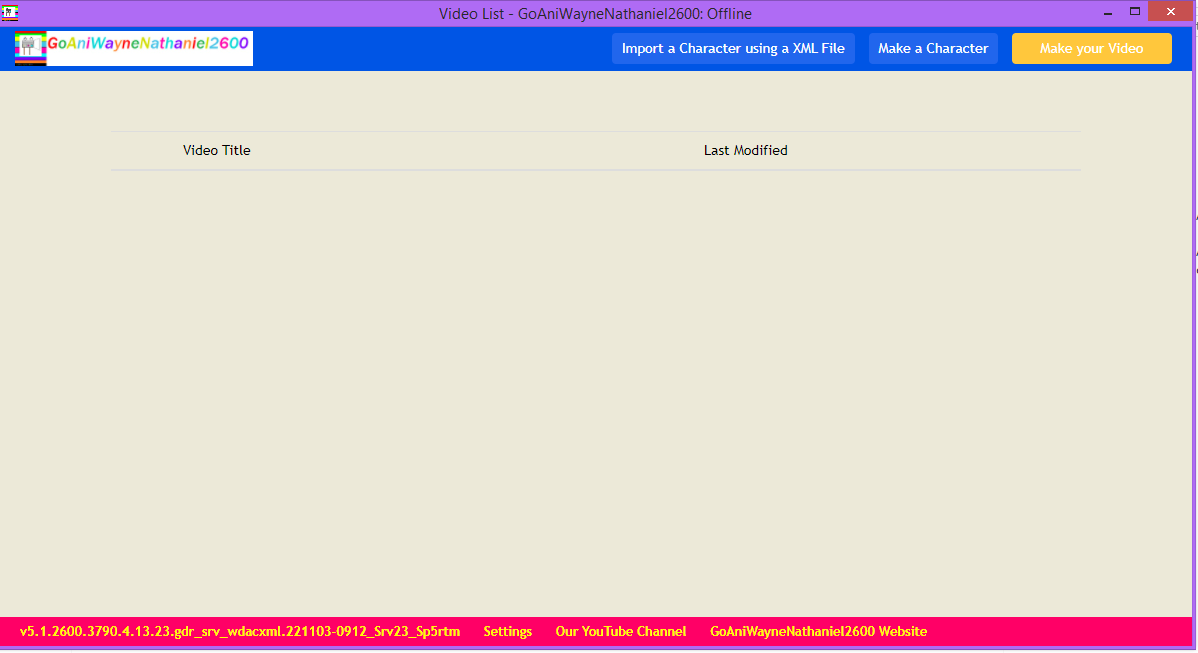 Video List - GoAniWayneNathaniel2600: Offline
GoAniWayneNathaniel2600
Import a Character using a XML File
Make a Character
Make your Video
Video Title
Last Modified
v5.1.2600.3790.4.13.23.gdr_srv_wdacxml.221103-0912_Srv23_Sp5rtm
Settings
Our YouTube Channel
GoAniWayneNathaniel2600 Website